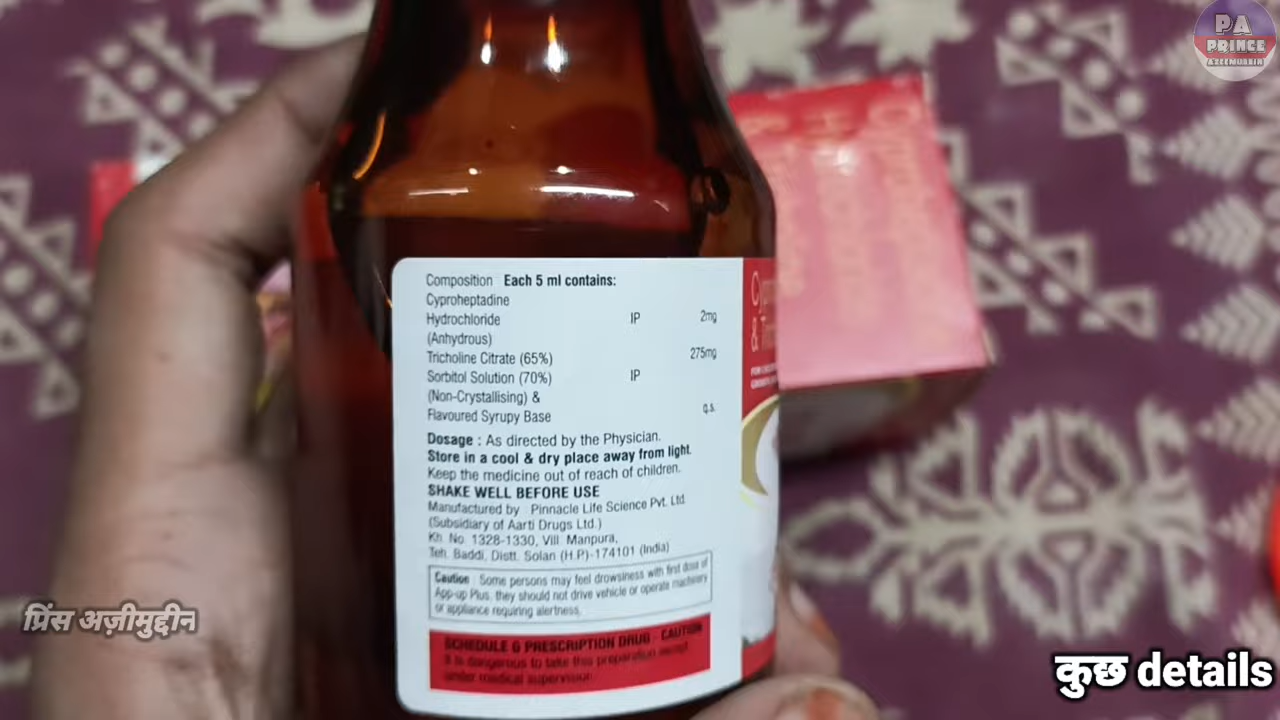 PA
PRINCE
AZEEMUDDIN
Composition Each 5 ml contains:
Cyproheptadine
Hydrochloride IP 2mg
(Anhydrous)
Tricholine Citrate (65%) 275mg
Sorbitol Solution (70%) IP
(Non-Crystallising) &
Flavoured Syrupy Base q.s.
Dosage : As directed by the Physician.
Store in a cool & dry place away from light.
Keep the medicine out of reach of children.
SHAKE WELL BEFORE USE
Manufactured by Pinnacle Life Science Pvt. Ltd.
(Subsidiary of Aarti Drugs Ltd.)
Kh. No. 1328-1330, Vill. Manpura,
Teh. Baddi, Distt. Solan (H.P)-174101 (India)
Caution : Some persons may feel drowsiness with first dose of
App-up Plus, they should not drive vehicle or operate machinery
or appliance requiring alertness.
SCHEDULE G PRESCRIPTION DRUG - CAUTION
It is dangerous to take this preparation except
under medical supervision.
प्रिंस अज़ीमुद्दीन
कुछ details